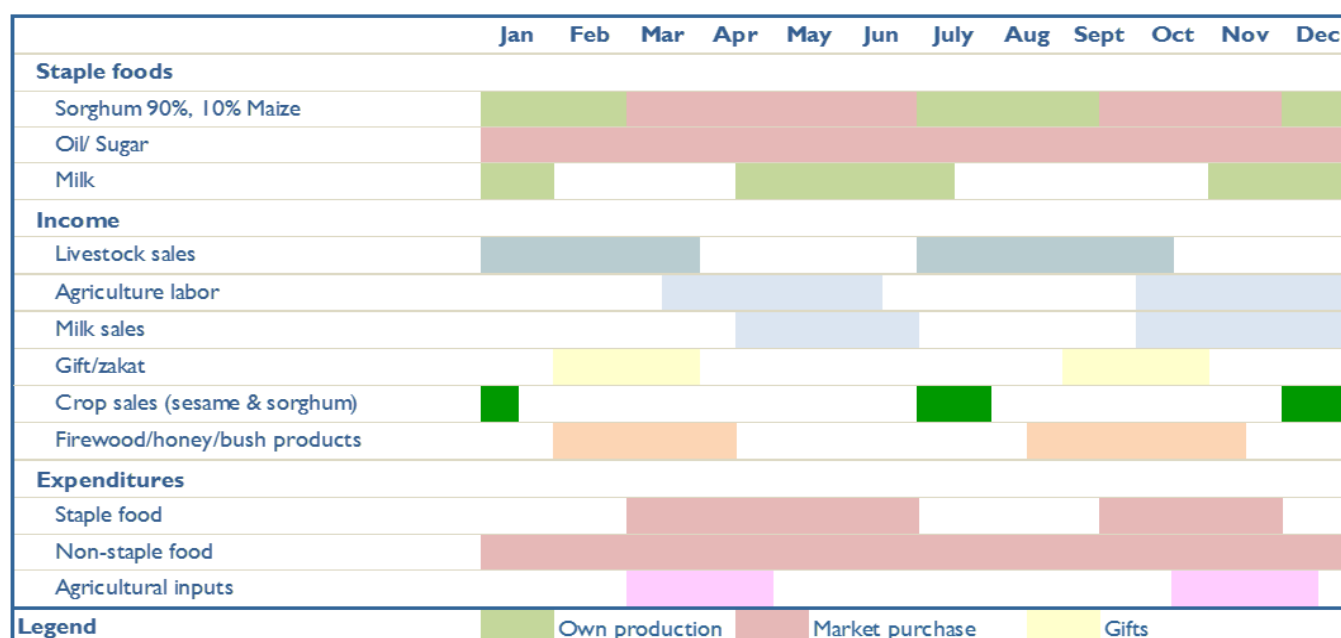 Jan Feb Mar Apr May Jun July Aug Sept Oct Nov Dec
Staple foods
Sorghum 90%, 10% Maize
Oil/ Sugar
Milk
Income
Livestock sales
Agriculture labor
Milk sales
Gift/zakat
Crop sales (sesame & sorghum)
Firewood/honey/bush products
Expenditures
Staple food
Non-staple food
Agricultural inputs
Legend Own production Market purchase Gifts